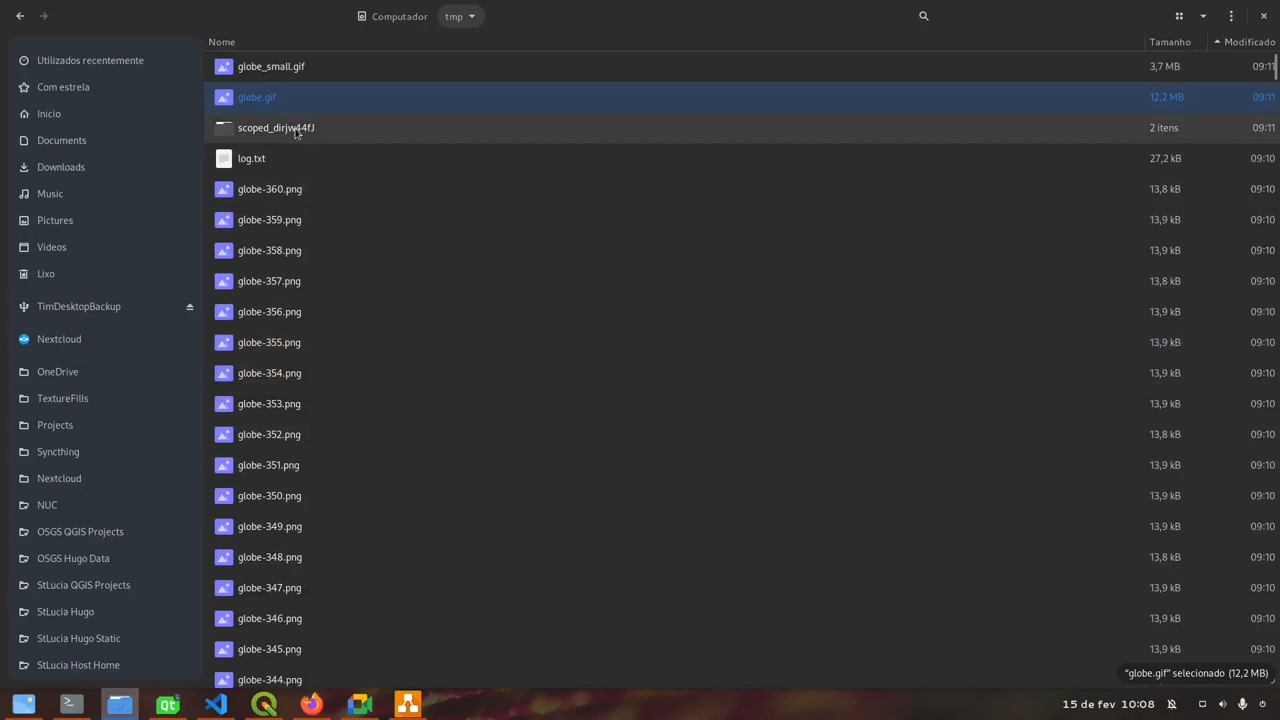 Computador
tmp
Nome
Tamanho
Modificado
Utilizados recentemente
Com estrela
Início
Documents
Downloads
Music
Pictures
Videos
Lixo
TimDesktopBackup
Nextcloud
OneDrive
TextureFills
Projects
Syncthing
Nextcloud
NUC
OSGS QGIS Projects
OSGS Hugo Data
StLucia QGIS Projects
StLucia Hugo
StLucia Hugo Static
StLucia Host Home
globe_small.gif 3,7 MB 09:11
globe.gif 12,2 MB 09:11
scoped_dirjw44fJ 2 itens 09:11
log.txt 27,2 kB 09:10
globe-360.png 13,8 kB 09:10
globe-359.png 13,9 kB 09:10
globe-358.png 13,9 kB 09:10
globe-357.png 13,8 kB 09:10
globe-356.png 13,9 kB 09:10
globe-355.png 13,9 kB 09:10
globe-354.png 13,9 kB 09:10
globe-353.png 13,9 kB 09:10
globe-352.png 13,8 kB 09:10
globe-351.png 13,9 kB 09:10
globe-350.png 13,9 kB 09:10
globe-349.png 13,9 kB 09:10
globe-348.png 13,8 kB 09:10
globe-347.png 13,9 kB 09:10
globe-346.png 13,9 kB 09:10
globe-345.png 13,9 kB 09:10
globe-344.png
"globe.gif" selecionado (12,2 MB)
Qt
15 de fev 10:08